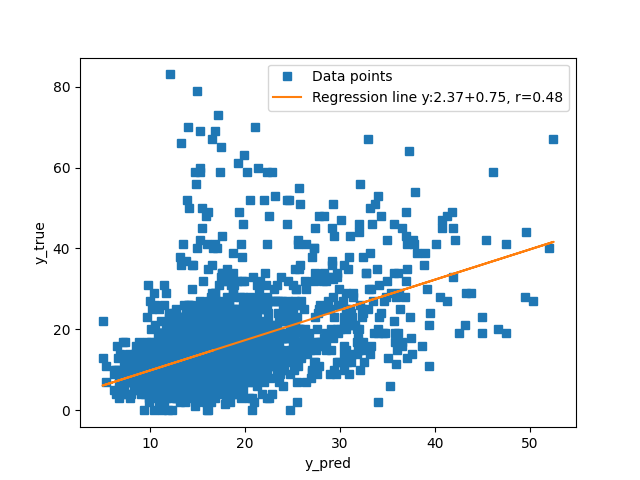 Data points
Regression line y:2.37+0.75, r=0.48
80
60
40
20
0
y_true
10 20 30 40 50
y_pred